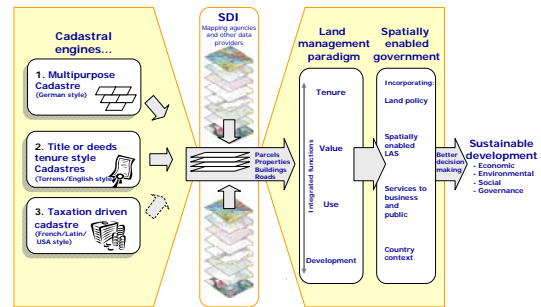 Cadastral
engines...
1. Multipurpose
Cadastre
(German style)
2. Title or deeds
tenure style
Cadastres
(Torrens/English style)
3. Taxation driven
cadastre
(French/Latin/
USA style)
SDI
Mapping agencies
and other data
providers
Parcels
Properties
Buildings
Roads
Land
management
paradigm
Integrated functions
Tenure
Value
Use
Development
Spatially
enabled
government
Incorporating:
Land policy
Spatially
enabled
LAS
Services to
business
and
public
Country
context
Better
decision
making
Sustainable
development
- Economic
- Environmental
- Social
- Governance